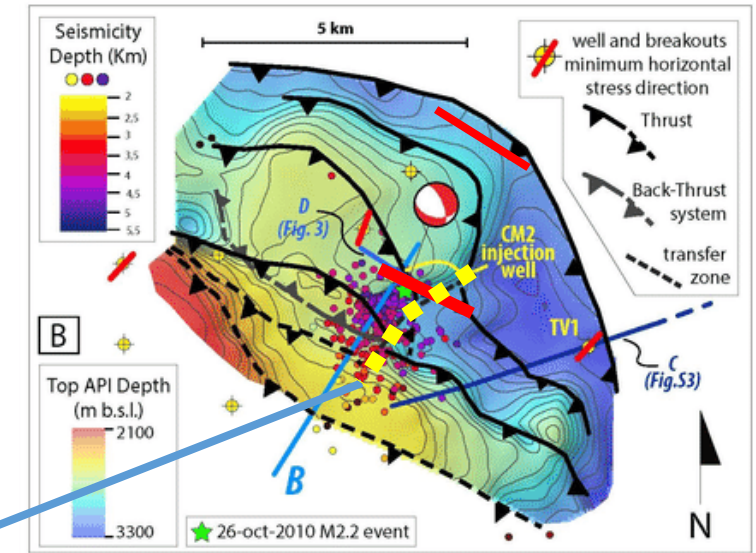 Seismicity
Depth (Km)
2
2,5
3
3,5
4
4,5
5
5,5
5 km
well and breakouts
minimum horizontal
stress direction
Thrust
Back-Thrust
system
transfer
zone
D
(Fig. 3)
CM2
injection
well
TV1
C
(Fig.S3)
B
B
Top API Depth
(m b.s.l.)
2100
3300
26-oct-2010 M2.2 event
N